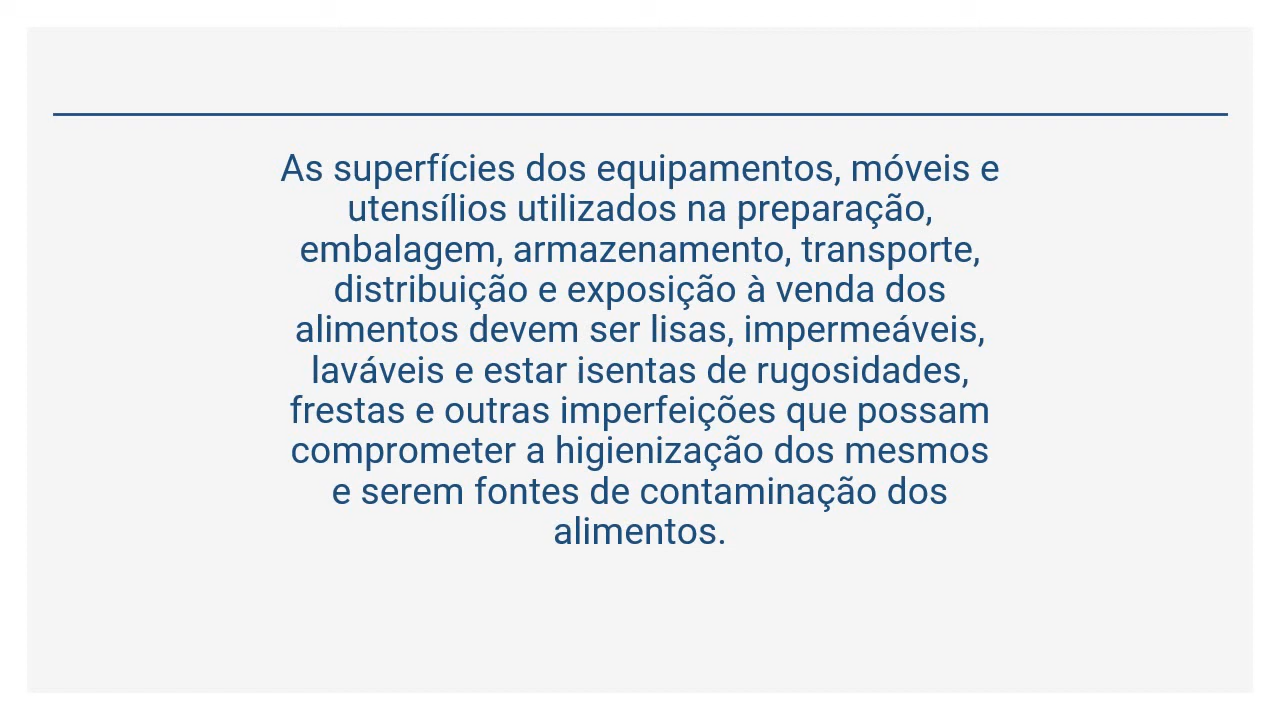 As superfícies dos equipamentos, móveis e
utensílios utilizados na preparação,
embalagem, armazenamento, transporte,
distribuição e exposição à venda dos
alimentos devem ser lisas, impermeáveis,
laváveis e estar isentas de rugosidades,
frestas e outras imperfeições que possam
comprometer a higienização dos mesmos
e serem fontes de contaminação dos
alimentos.